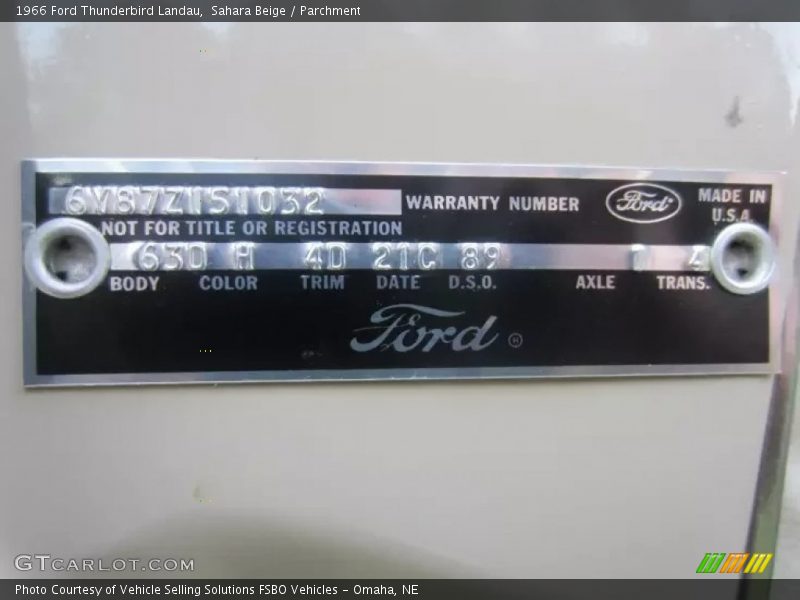 1966 Ford Thunderbird Landau, Sahara Beige / Parchment
6Y87Z151032 WARRANTY NUMBER Ford MADE IN U.S.A.
NOT FOR TITLE OR REGISTRATION
63D H 4D 21C 89 1 4
BODY COLOR TRIM DATE D.S.O. AXLE TRANS.
Ford
GTCARLOT.COM
Photo Courtesy of Vehicle Selling Solutions FSBO Vehicles - Omaha, NE